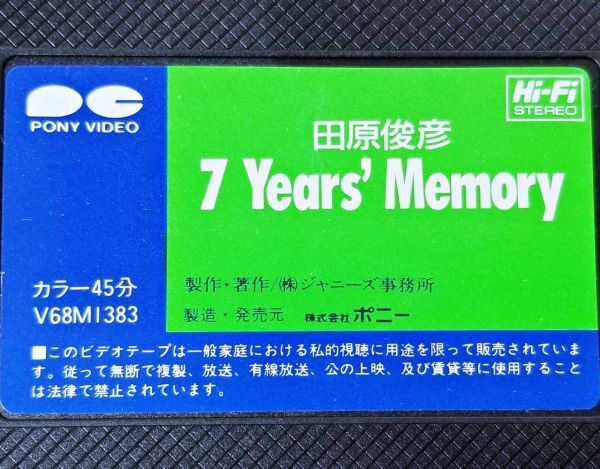 PC
PONY VIDEO
Hi-Fi
STEREO
田原俊彦
7 Years' Memory
カラー45分
V68M1383
製作・著作/㈱ジャニーズ事務所
製造・発売元 株式会社 ポニー
■このビデオテープは一般家庭における私的視聴に用途を限って販売されていま
す。従って無断で複製、放送、有線放送、公の上映、及び賃貸等に使用すること
は法律で禁止されています。